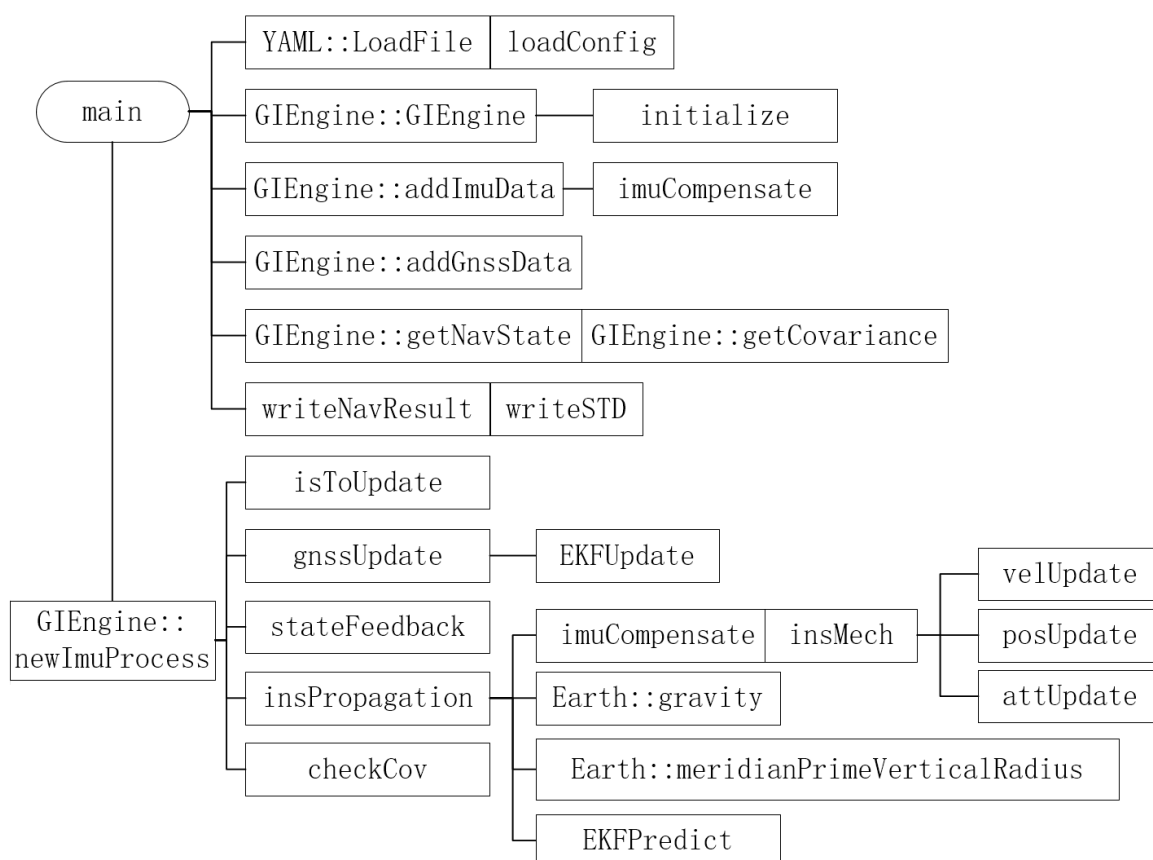 YAML::LoadFile loadConfig
main
GIEngine::GIEngine initialize
GIEngine::addImuData imuCompensate
GIEngine::addGnssData
GIEngine::getNavState GIEngine::getCovariance
writeNavResult writeSTD
isToUpdate
gnssUpdate EKFUpdate
velUpdate
GIEngine::
newImuProcess
stateFeedback
imuCompensate insMech
posUpdate
insPropagation
Earth::gravity
attUpdate
checkCov
Earth::meridianPrimeVerticalRadius
EKFPredict